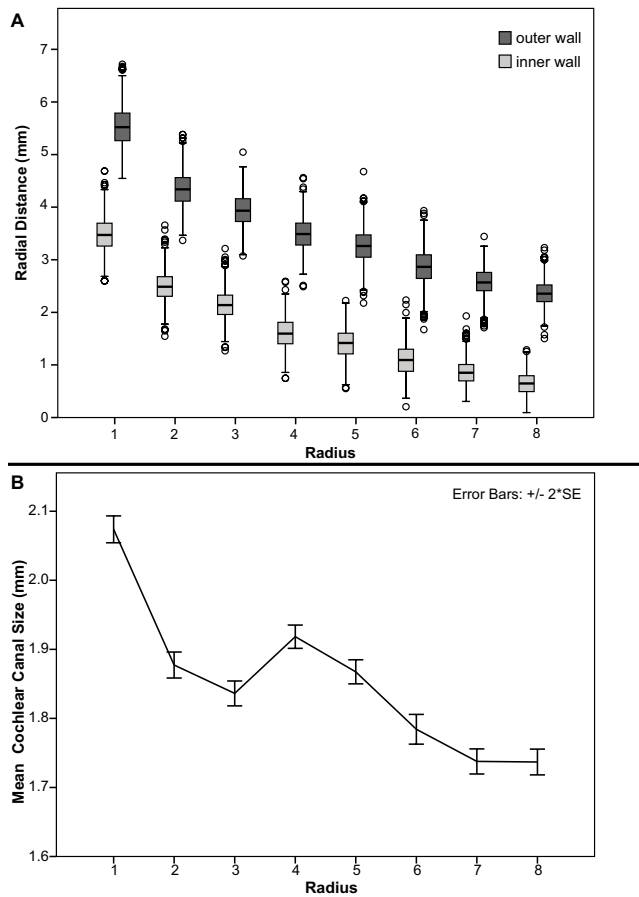 A
outer wall
inner wall
Radial Distance (mm)
7
6
5
4
3
2
1
0
1 2 3 4 5 6 7 8
Radius
B
Error Bars: +/- 2*SE
Mean Cochlear Canal Size (mm)
2.1
2.0
1.9
1.8
1.7
1.6
1 2 3 4 5 6 7 8
Radius